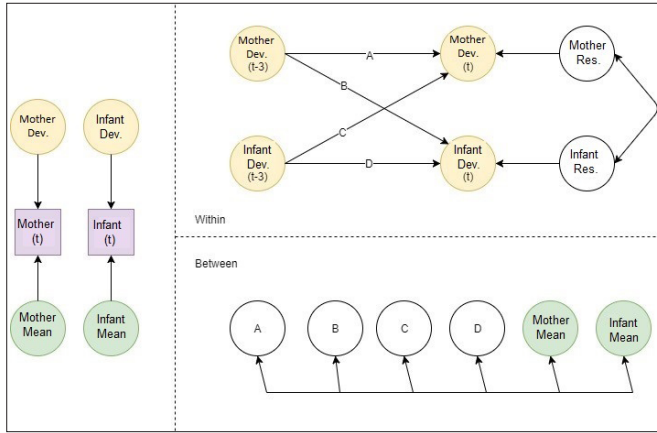 Mother
Dev.
Infant
Dev.
Mother
(t)
Infant
(t)
Mother
Mean
Infant
Mean
Mother
Dev.
(t-3)
A
Mother
Dev.
(t)
Mother
Res.
B
C
Infant
Dev.
(t-3)
D
Infant
Dev.
(t)
Infant
Res.
Within
Between
A
B
C
D
Mother
Mean
Infant
Mean